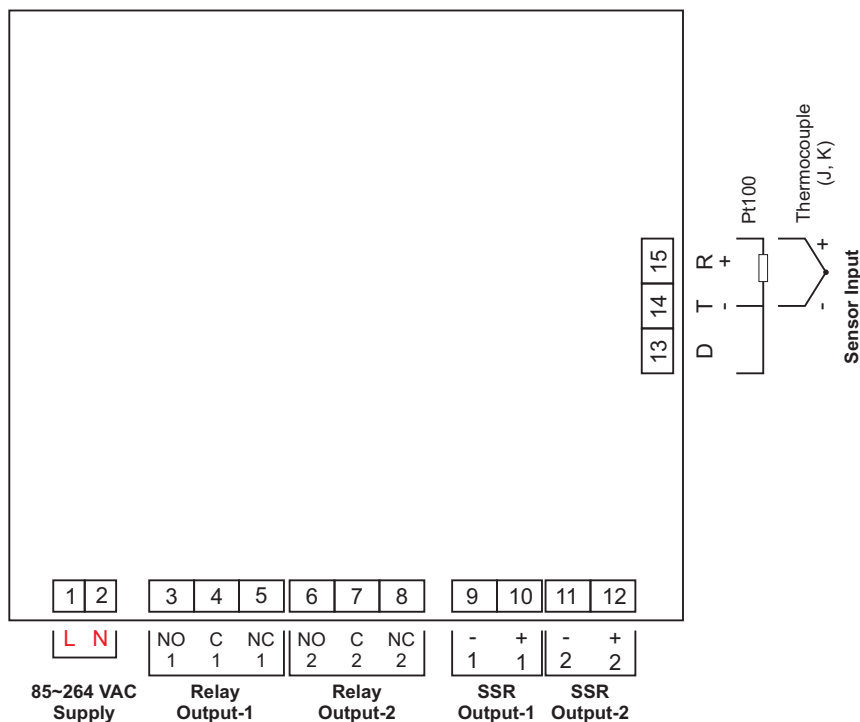 Pt100
Thermocouple
(J, K)
15 R +
14 T -
13 D
+
-
Sensor Input
1 2 3 4 5 6 7 8 9 10 11 12
L N NO C NC NO C NC - + - +
1 1 1 2 2 2 1 1 2 2
85~264 VAC Relay Relay SSR SSR
Supply Output-1 Output-2 Output-1 Output-2